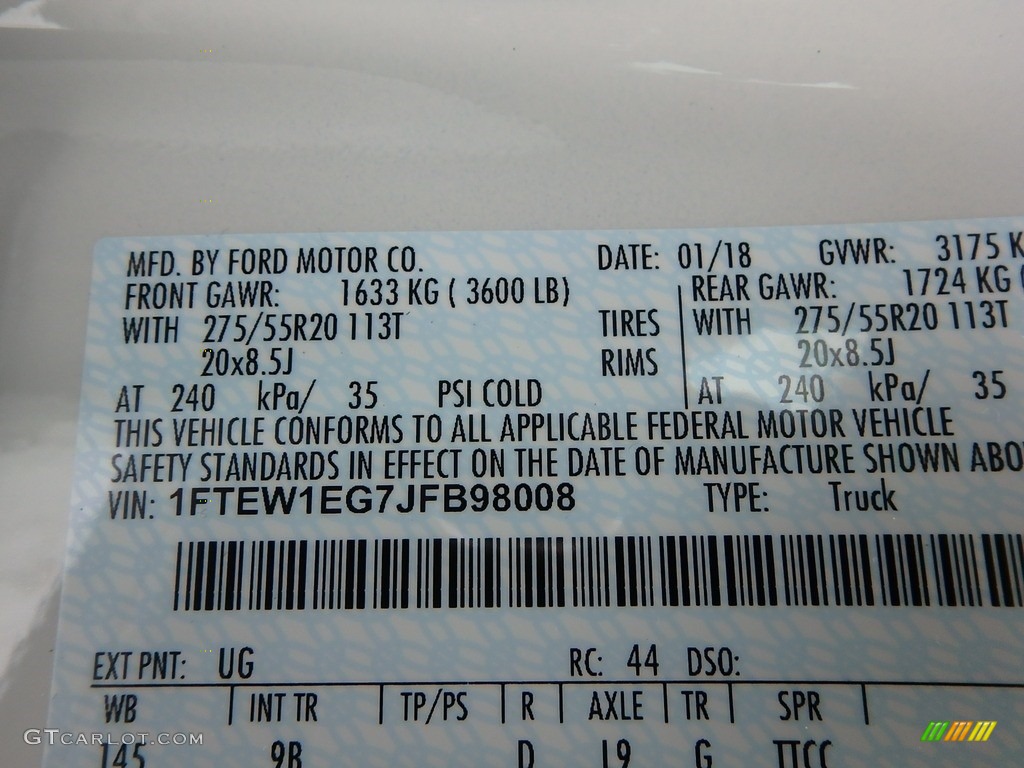 MFD. BY FORD MOTOR CO. DATE: 01/18 GVWR: 3175 K
FRONT GAWR: 1633 KG ( 3600 LB) REAR GAWR: 1724 KG (
WITH 275/55R20 113T TIRES WITH 275/55R20 113T
20x8.5J RIMS 20x8.5J
AT 240 kPa/ 35 PSI COLD AT 240 kPa/ 35
THIS VEHICLE CONFORMS TO ALL APPLICABLE FEDERAL MOTOR VEHICLE
SAFETY STANDARDS IN EFFECT ON THE DATE OF MANUFACTURE SHOWN ABO
VIN: 1FTEW1EG7JFB98008 TYPE: Truck
EXT PNT: UG RC: 44 DSO:
WB INT TR TP/PS R AXLE TR SPR
145 9B D 19 G TTCC
GTCARLOT.COM